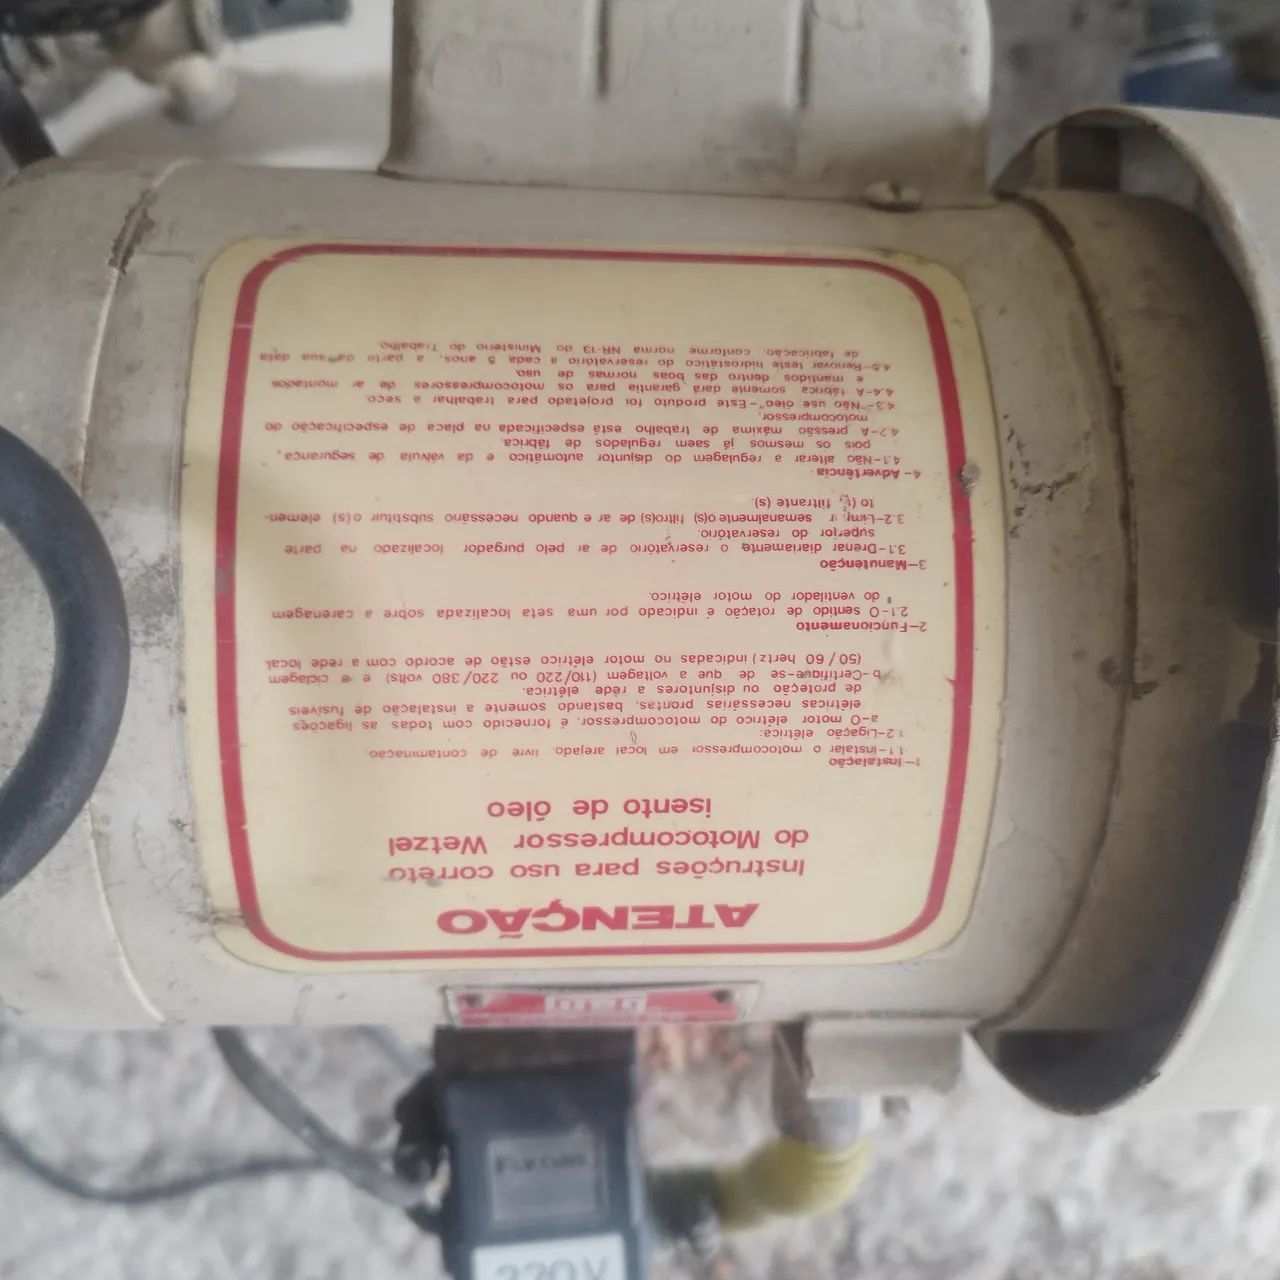 ATENÇÃO
Instruções para uso correto
do Motocompressor Wetzel
isento de óleo
1-Instalação
1.1-Instalar o motocompressor em local arejado, livre de contaminação.
1.2-Ligação elétrica:
a-O motor elétrico do motocompressor, é fornecido com todas as ligações
elétricas necessárias prontas, bastando somente a instalação de fusíveis
de proteção ou disjuntores a rede elétrica.
b-Certifique-se de que a voltagem (110/220 ou 220/380 volts) e a ciclagem
(50/60 hertz) indicadas no motor elétrico estão de acordo com a rede local.
2-Funcionamento
2.1-O sentido de rotação é indicado por uma seta localizada sobre a carenagem
do ventilador do motor elétrico.
3-Manutenção
3.1-Drenar diariamente o reservatório de ar pelo purgador localizado na parte
superior do reservatório.
3.2- semanalmente o(s) filtro(s) de ar e quando necessário substituir o(s) elemen-
to (s) filtrante (s).
4-Advertência
4.1-Não alterar a regulagem do disjuntor automático e da válvula de segurança,
pois os mesmos já saem regulados de fábrica.
4.2-A pressão máxima de trabalho está especificada na placa de especificação do
motocompressor.
4.3-"Não use óleo"-Este produto foi projetado para trabalhar a seco.
4.4-A fábrica somente dará garantia para os motocompressores de ar montados
e mantidos dentro das boas normas de uso.
4.5-Renovar teste hidrostático do reservatório a cada 5 anos, a partir da sua data
de fabricação, conforme norma NR-13 do Ministério do Trabalho.
Furnas
220V